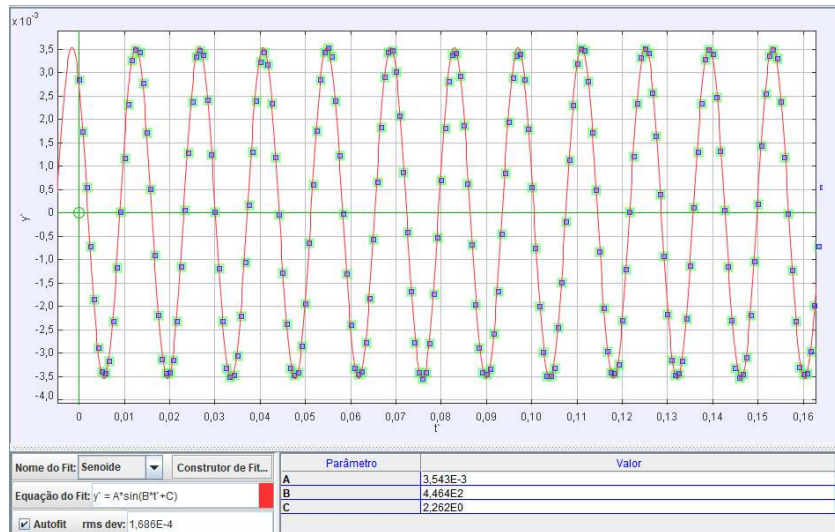 x 10⁻³
3,5
3,0
2,5
2,0
1,5
1,0
0,5
0
-0,5
-1,0
-1,5
-2,0
-2,5
-3,0
-3,5
-4,0
y`
0 0,01 0,02 0,03 0,04 0,05 0,06 0,07 0,08 0,09 0,10 0,11 0,12 0,13 0,14 0,15 0,16
t`
Nome do Fit: Senoide Construtor de Fit...
Equação do Fit: y` = A*sin(B*t`+C)
Autofit rms dev: 1,686E-4
Parâmetro Valor
A 3,543E-3
B 4,464E2
C 2,262E0